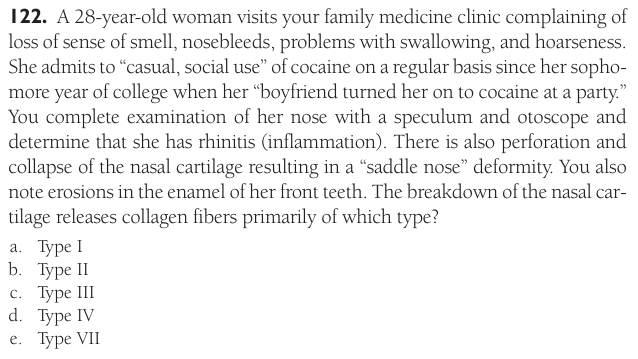 122. A 28-year-old woman visits your family medicine clinic complaining of
loss of sense of smell, nosebleeds, problems with swallowing, and hoarseness.
She admits to “casual, social use” of cocaine on a regular basis since her sopho-
more year of college when her “boyfriend turned her on to cocaine at a party.”
You complete examination of her nose with a speculum and otoscope and
determine that she has rhinitis (inflammation). There is also perforation and
collapse of the nasal cartilage resulting in a “saddle nose” deformity. You also
note erosions in the enamel of her front teeth. The breakdown of the nasal car-
tilage releases collagen fibers primarily of which type?
a. Type I
b. Type II
c. Type III
d. Type IV
e. Type VII